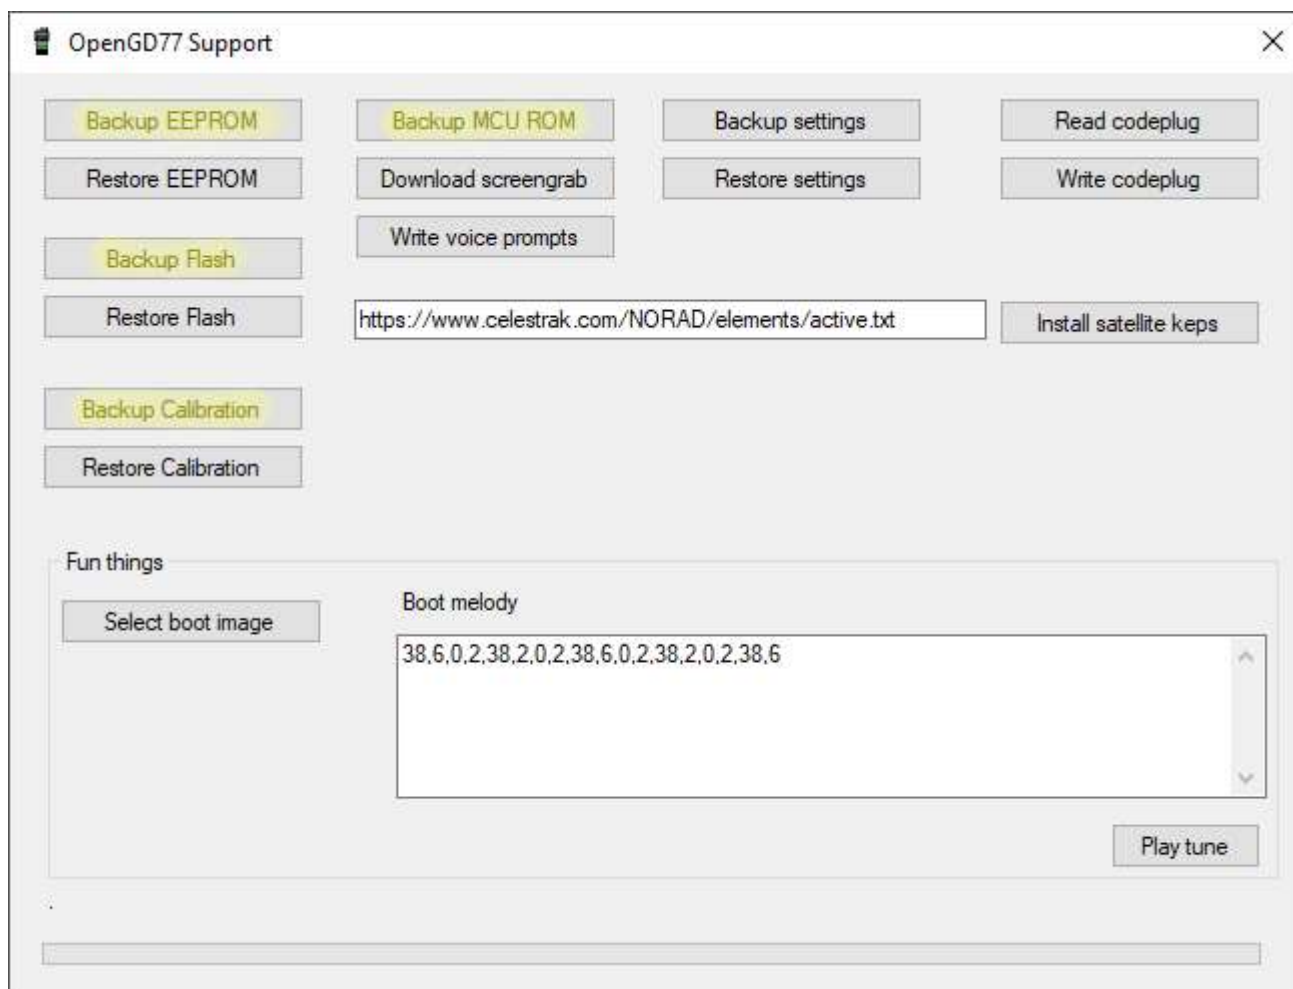 OpenGD77 Support
Backup EEPROM
Backup MCU ROM
Backup settings
Read codeplug
Restore EEPROM
Download screengrab
Restore settings
Write codeplug
Write voice prompts
Backup Flash
Restore Flash
https://www.celestrak.com/NORAD/elements/active.txt
Install satellite keps
Backup Calibration
Restore Calibration
Fun things
Select boot image
Boot melody
38,6,0,2,38,2,0,2,38,6,0,2,38,2,0,2,38,6
Play tune
.